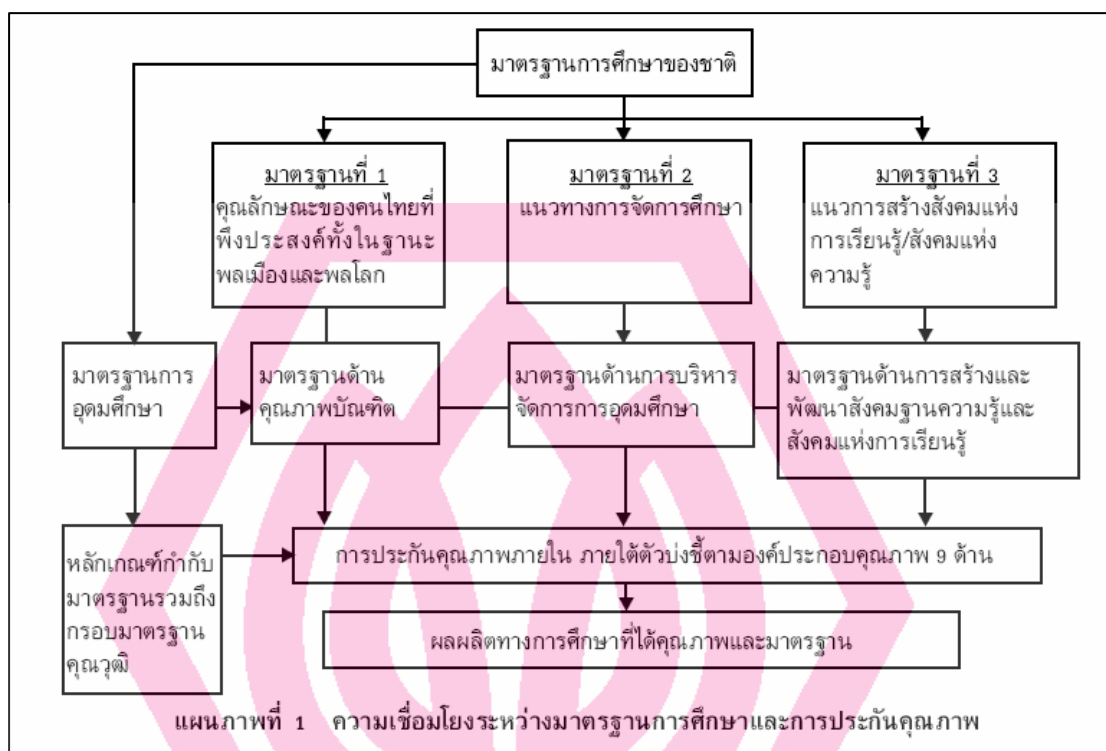 มาตรฐานการศึกษาของชาติ
มาตรฐานที่ 1
คุณลักษณะของคนไทยที่
พึงประสงค์ทั้งในฐานะ
พลเมืองและพลโลก
มาตรฐานที่ 2
แนวทางการจัดการศึกษา
มาตรฐานที่ 3
แนวการสร้างสังคมแห่ง
การเรียนรู้/สังคมแห่ง
ความรู้
มาตรฐานการ
อุดมศึกษา
มาตรฐานด้าน
คุณภาพบัณฑิต
มาตรฐานด้านการบริหาร
จัดการการอุดมศึกษา
มาตรฐานด้านการสร้างและ
พัฒนาสังคมฐานความรู้และ
สังคมแห่งการเรียนรู้
หลักเกณฑ์กำกับ
มาตรฐานรวมถึง
กรอบมาตรฐาน
คุณวุฒิ
การประกันคุณภาพภายใน ภายใต้ตัวบ่งชี้ตามองค์ประกอบคุณภาพ 9 ด้าน
ผลผลิตทางการศึกษาที่ได้คุณภาพและมาตรฐาน
แผนภาพที่ 1 ความเชื่อมโยงระหว่างมาตรฐานการศึกษาและการประกันคุณภาพ